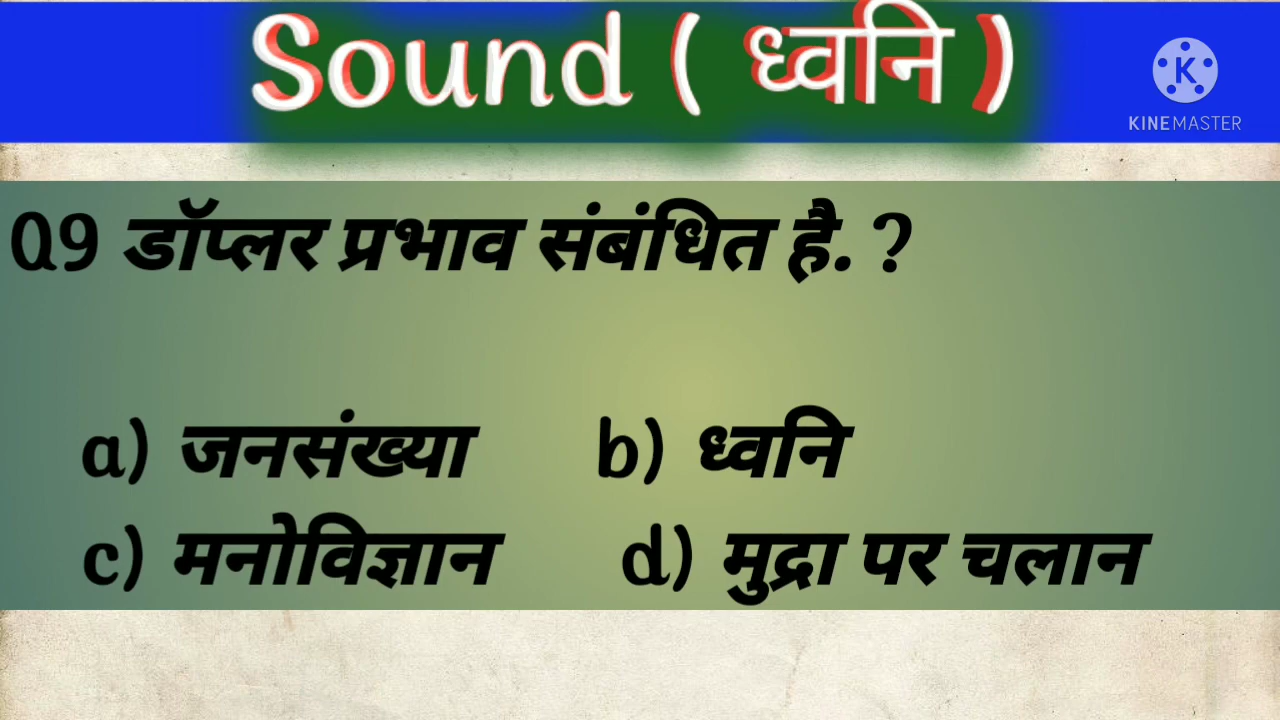 Sound ( ध्वनि )
KINEMASTER
Q9 डॉप्लर प्रभाव संबंधित है. ?
a) जनसंख्या b) ध्वनि
c) मनोविज्ञान d) मुद्रा पर चलान